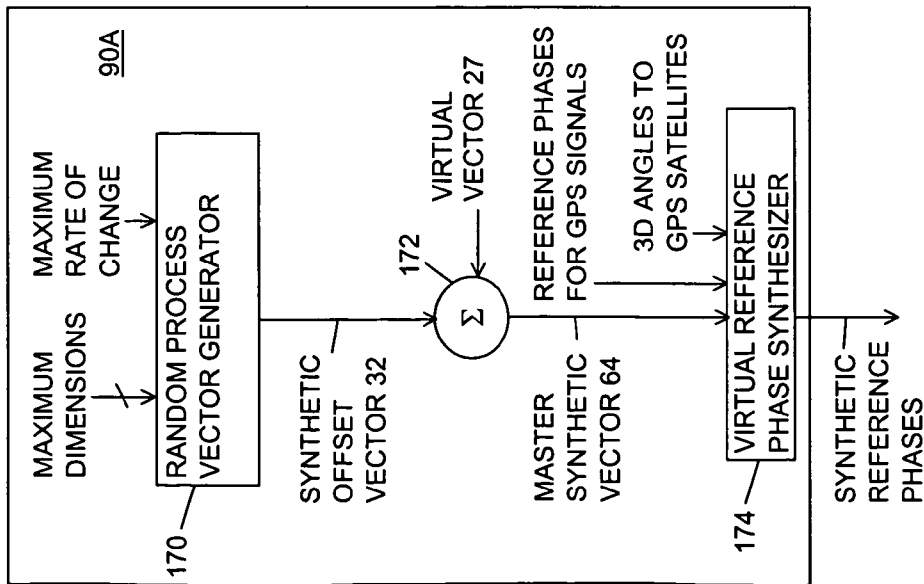 90A
MAXIMUM
DIMENSIONS
MAXIMUM
RATE OF
CHANGE
RANDOM PROCESS
VECTOR GENERATOR
170
SYNTHETIC
OFFSET
VECTOR 32
172
Σ
VIRTUAL
VECTOR 27
MASTER
SYNTHETIC
VECTOR 64
REFERENCE PHASES
FOR GPS SIGNALS
3D ANGLES TO
GPS SATELLITES
VIRTUAL REFERENCE
PHASE SYNTHESIZER
174
SYNTHETIC
REFERENCE
PHASES